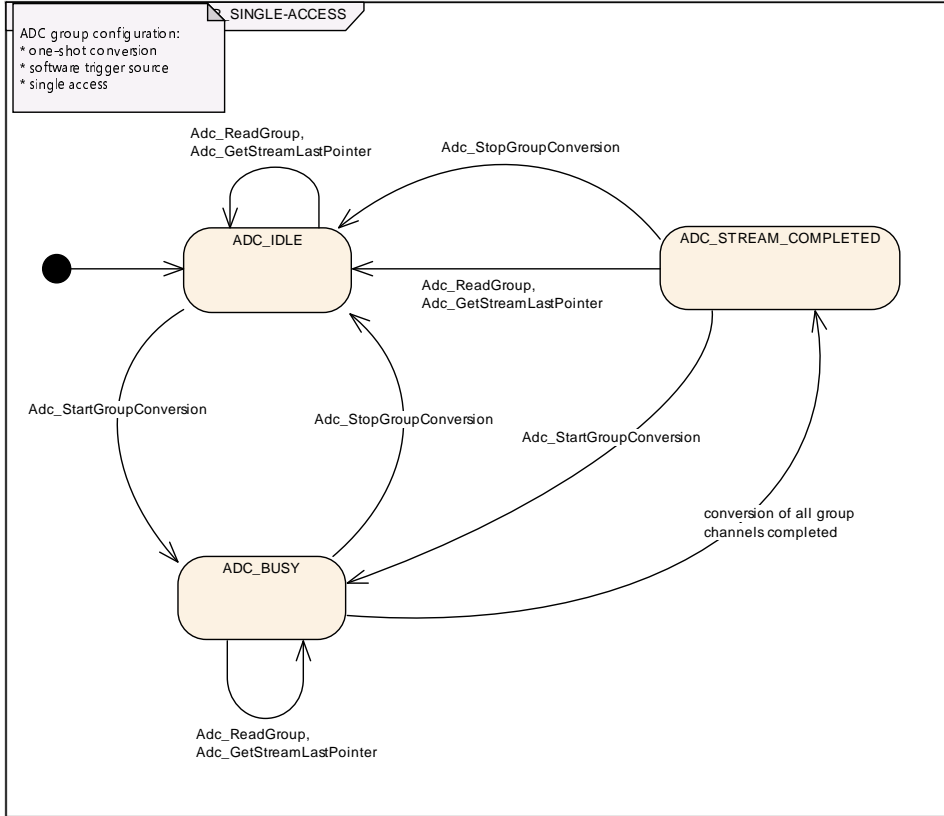 _SINGLE-ACCESS
ADC group configuration:
* one-shot conversion
* software trigger source
* single access
Adc_ReadGroup,
Adc_GetStreamLastPointer
Adc_StopGroupConversion
ADC_IDLE
ADC_STREAM_COMPLETED
Adc_ReadGroup,
Adc_GetStreamLastPointer
Adc_StartGroupConversion
Adc_StopGroupConversion
Adc_StartGroupConversion
conversion of all group
channels completed
ADC_BUSY
Adc_ReadGroup,
Adc_GetStreamLastPointer